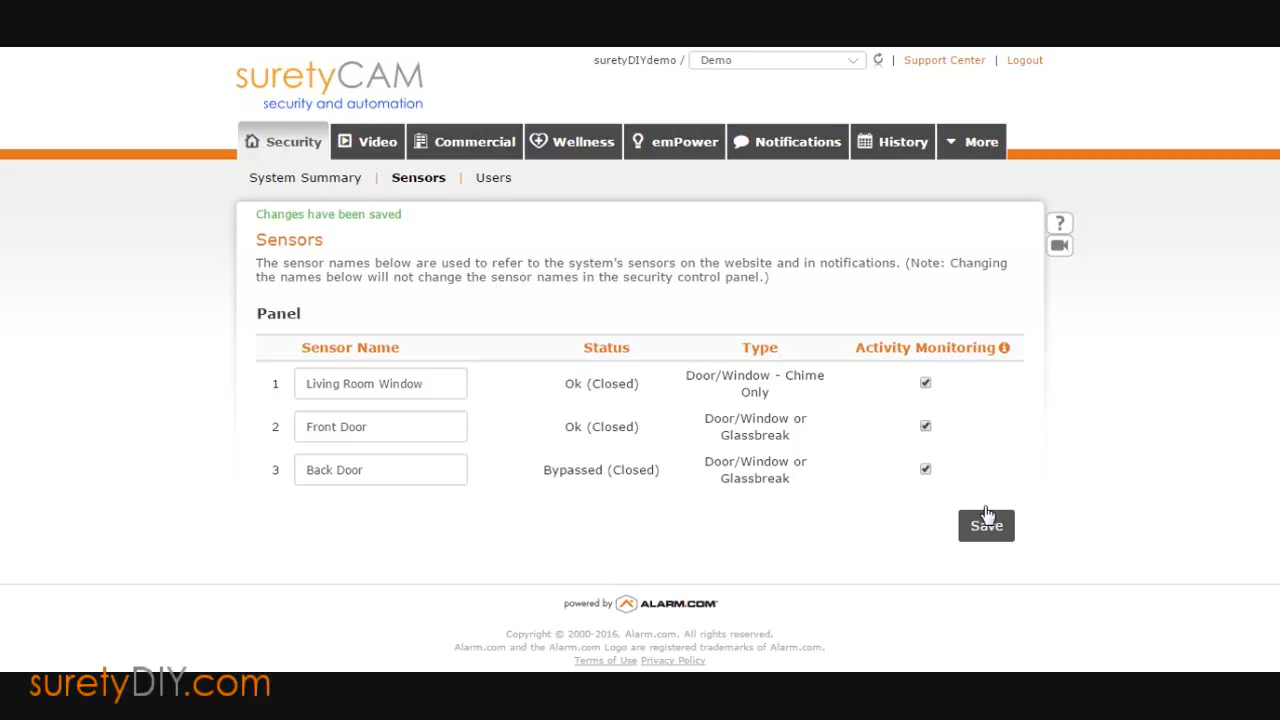 suretyCAM
security and automation
suretyDIYdemo / Demo | Support Center | Logout
Security Video Commercial Wellness emPower Notifications History More
System Summary | Sensors | Users
Changes have been saved
Sensors
?
The sensor names below are used to refer to the system's sensors on the website and in notifications. (Note: Changing
the names below will not change the sensor names in the security control panel.)
Panel
Sensor Name Status Type Activity Monitoring
1 Living Room Window Ok (Closed) Door/Window - Chime
Only
2 Front Door Ok (Closed) Door/Window or
Glassbreak
3 Back Door Bypassed (Closed) Door/Window or
Glassbreak
Save
powered by ALARM.COM
Copyright © 2000-2016, Alarm.com. All rights reserved.
Alarm.com and the Alarm.com Logo are registered trademarks of Alarm.com.
Terms of Use Privacy Policy
suretyDIY.com